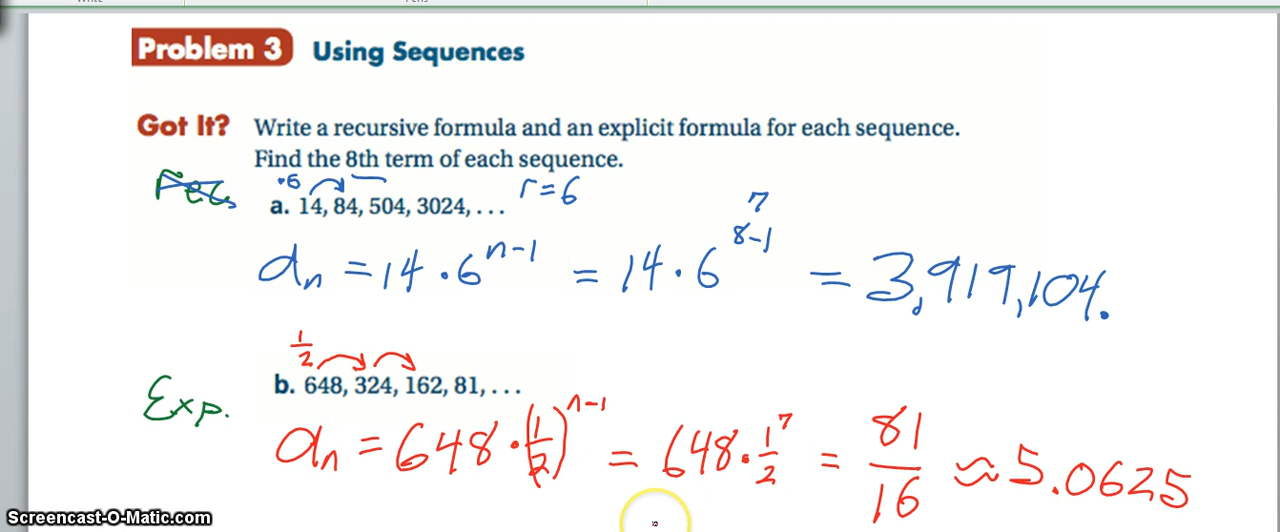 Problem 3 Using Sequences
Got It? Write a recursive formula and an explicit formula for each sequence.
Find the 8th term of each sequence.
·6
a. 14, 84, 504, 3024, . . . r = 6
aₙ = 14 · 6ⁿ⁻¹ = 14 · 6⁸⁻¹ ⁷ = 3,919,104.
1/2
b. 648, 324, 162, 81, . . .
Exp.
aₙ = 648 · (1/2)ⁿ⁻¹ = 648 · 1/2⁷ = 81/16 ≈ 5.0625
Screencast-O-Matic.com